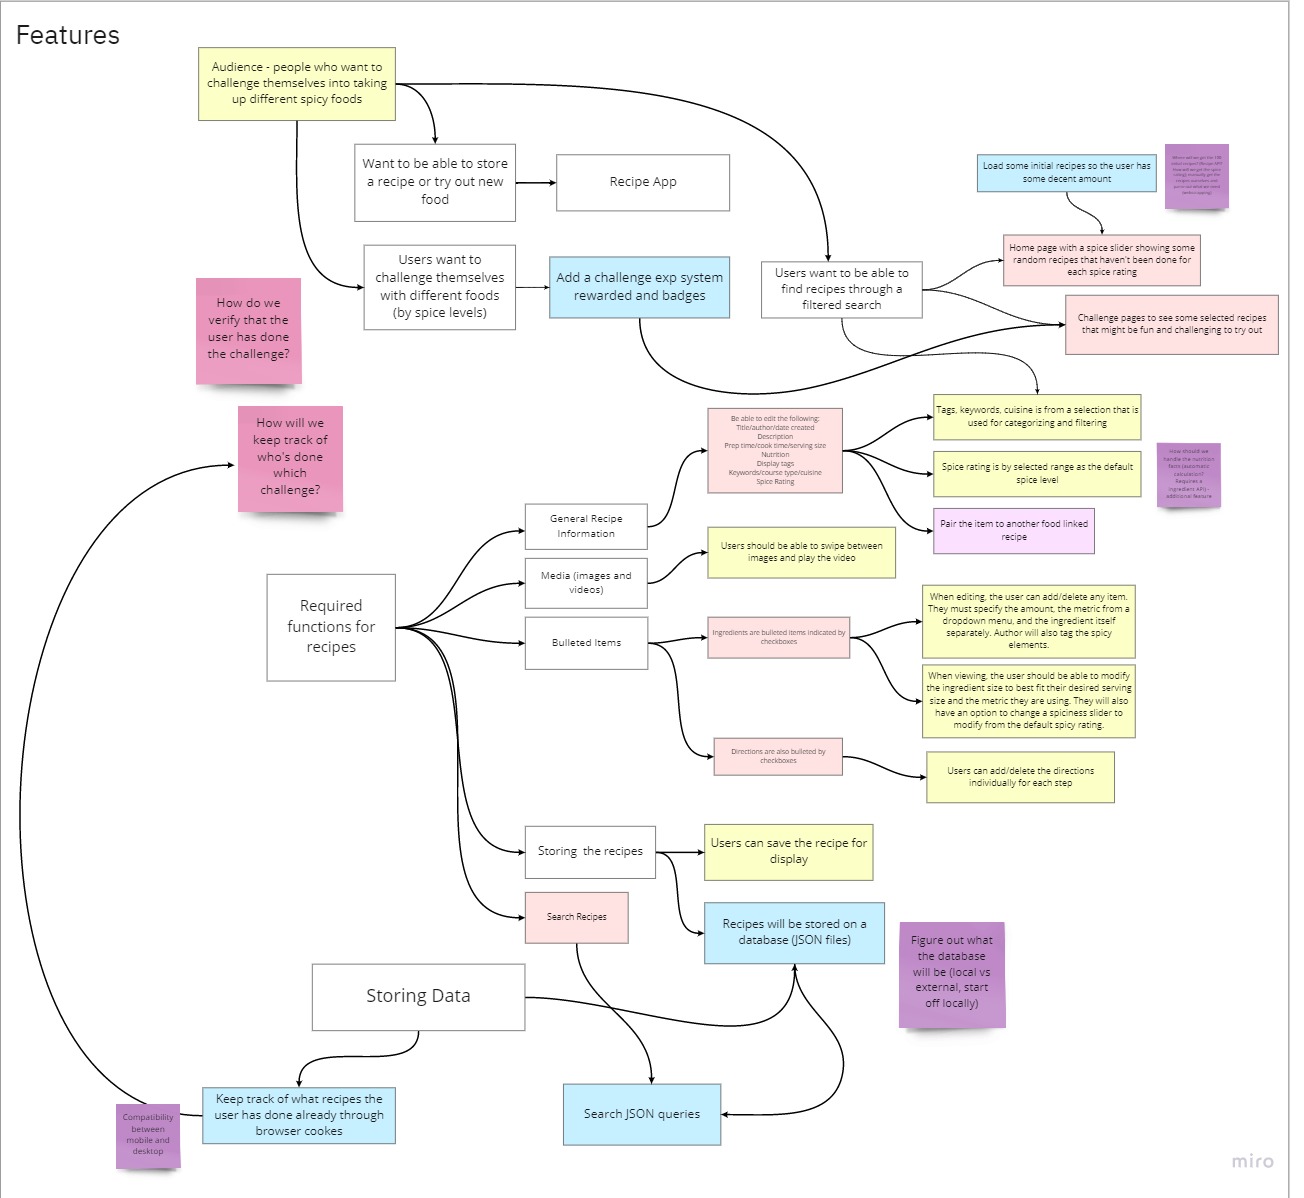 Features
Audience - people who want to
challenge themselves into taking
up different spicy foods
Want to be able to store
a recipe or try out new
food
Recipe App
Load some initial recipes so the user has
some decent amount
Home page with a spice slider showing some
random recipes that haven't been done for
each spice rating
Users want to
challenge themselves
with different foods
(by spice levels)
Add a challenge exp system
rewarded and badges
Users want to be able to
find recipes through a
filtered search
Challenge pages to see some selected recipes
that might be fun and challenging to try out
How do we
verify that the
user has done
the challenge?
How will we
keep track of
who's done
which
challenge?
Be able to edit the following:
Title/author/date created
Description
Prep time/cook time/serving size
Nutrition
Display tags
Keywords/course type/cuisine
Spice Rating
Tags, keywords, cuisine is from a selection that is
used for categorizing and filtering
Spice rating is by selected range as the default
spice level
How should we
handle the nutrition
facts (automatic
calculation?
Requires a
ingredient API) -
additional feature
Pair the item to another food linked
recipe
General Recipe
Information
Media (images and
videos)
Users should be able to swipe between
images and play the video
Required
functions for
recipes
Bulleted Items
Ingredients are bulleted items indicated by
checkboxes
When editing, the user can add/delete any item.
They must specify the amount, the metric from a
dropdown menu, and the ingredient itself
separately. Author will also tag the spicy
elements.
When viewing, the user should be able to modify
the ingredient size to best fit their desired serving
size and the metric they are using. They will also
have an option to change a spiciness slider to
modify from the default spicy rating.
Directions are also bulleted by
checkboxes
Users can add/delete the directions
individually for each step
Storing the recipes
Users can save the recipe for
display
Search Recipes
Recipes will be stored on a
database (JSON files)
Figure out what
the database
will be (local vs
external, start
off locally)
Storing Data
Keep track of what recipes the
user has done already through
browser cookes
Compatibility
between
mobile and
desktop
Search JSON queries
miro